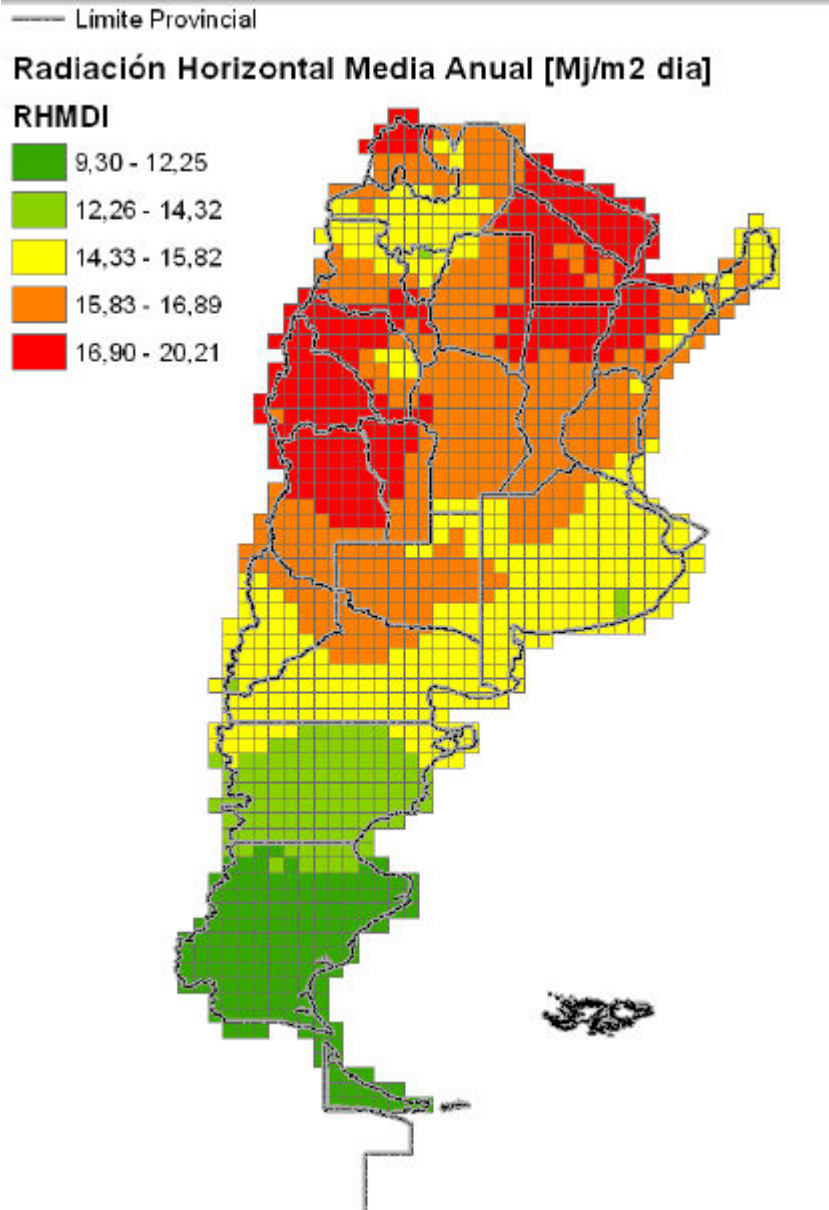 Límite Provincial
Radiación Horizontal Media Anual [Mj/m2 dia]
RHMDI
9,30 - 12,25
12,26 - 14,32
14,33 - 15,82
15,83 - 16,89
16,90 - 20,21